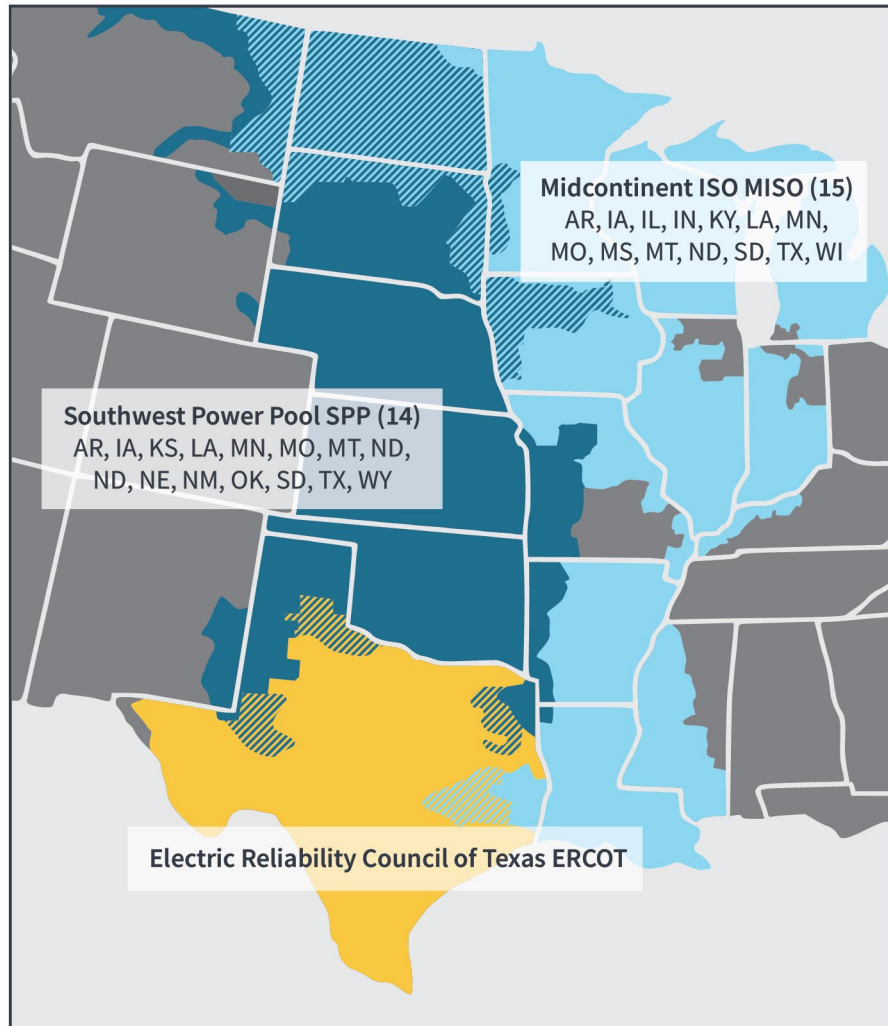 Midcontinent ISO MISO (15)
AR, IA, IL, IN, KY, LA, MN,
MO, MS, MT, ND, SD, TX, WI
Southwest Power Pool SPP (14)
AR, IA, KS, LA, MN, MO, MT, ND,
ND, NE, NM, OK, SD, TX, WY
Electric Reliability Council of Texas ERCOT